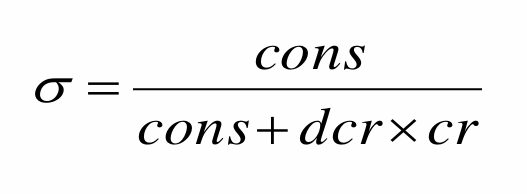 σ = cons / cons + dcr × cr